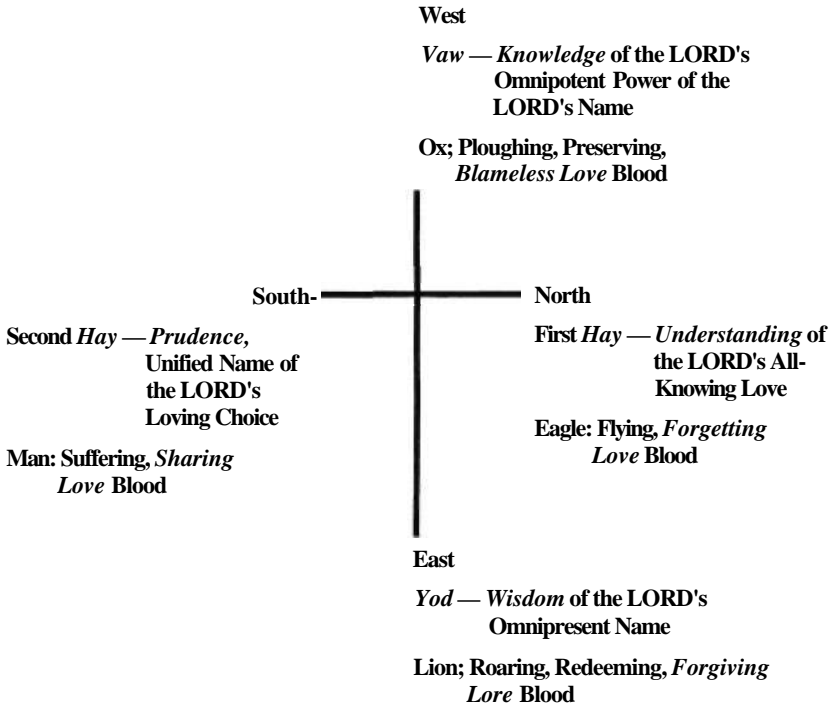 West
Vaw — Knowledge of the LORD's
Omnipotent Power of the
LORD's Name
Ox; Ploughing, Preserving,
Blameless Love Blood
South-
North
Second Hay — Prudence,
Unified Name of
the LORD's
Loving Choice
Man: Suffering, Sharing
Love Blood
First Hay — Understanding of
the LORD's All-
Knowing Love
Eagle: Flying, Forgetting
Love Blood
East
Yod — Wisdom of the LORD's
Omnipresent Name
Lion; Roaring, Redeeming, Forgiving
Lore Blood